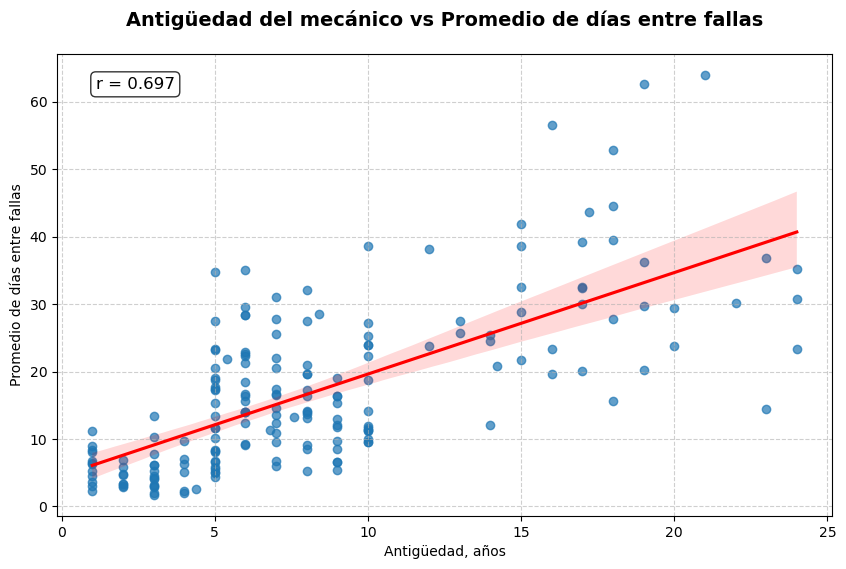 Antigüedad del mecánico vs Promedio de días entre fallas
r = 0.697
Promedio de días entre fallas
60
50
40
30
20
10
0
0 5 10 15 20 25
Antigüedad, años